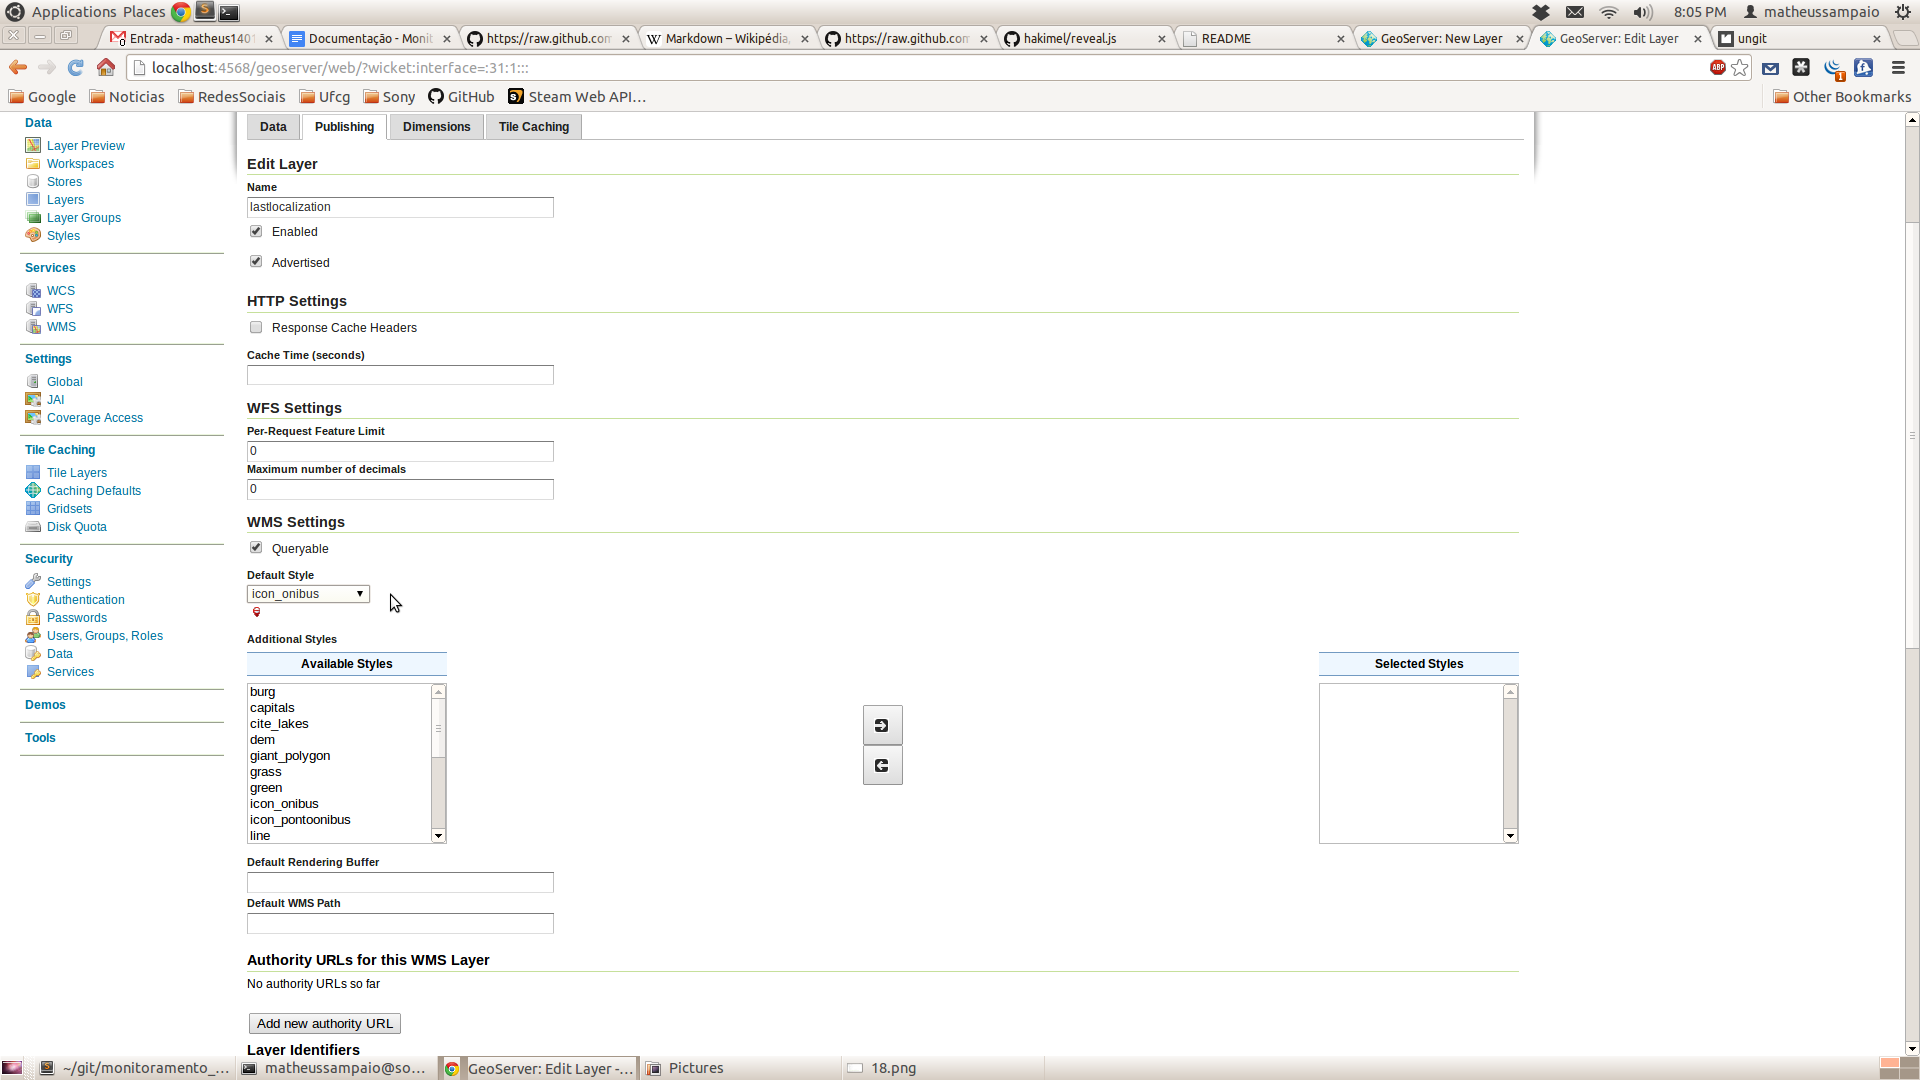 Applications Places 8:05 PM matheussampaio
Entrada - matheus1401 Documentação - Moni https://raw.github.com Markdown – Wikipédia, https://raw.github.com hakimel/reveal.js README GeoServer: New Layer GeoServer: Edit Layer ungit
localhost:4568/geoserver/web/?wicket:interface=:31:1::: ABP 1
Google Noticias RedesSociais Ufcg Sony GitHub Steam Web API... Other Bookmarks
Data
Layer Preview
Workspaces
Stores
Layers
Layer Groups
Styles
Services
WCS
WFS
WMS
Settings
Global
JAI
Coverage Access
Tile Caching
Tile Layers
Caching Defaults
Gridsets
Disk Quota
Security
Settings
Authentication
Passwords
Users, Groups, Roles
Data
Services
Demos
Tools
Data Publishing Dimensions Tile Caching
Edit Layer
Name
lastlocalization
Enabled
Advertised
HTTP Settings
Response Cache Headers
Cache Time (seconds)
WFS Settings
Per-Request Feature Limit
0
Maximum number of decimals
0
WMS Settings
Queryable
Default Style
icon_onibus
Additional Styles
Available Styles Selected Styles
burg
capitals
cite_lakes
dem
giant_polygon
grass
green
icon_onibus
icon_pontoonibus
line
Default Rendering Buffer
Default WMS Path
Authority URLs for this WMS Layer
No authority URLs so far
Add new authority URL
Layer Identifiers
~/git/monitoramento_... matheussampaio@so... GeoServer: Edit Layer -... Pictures 18.png